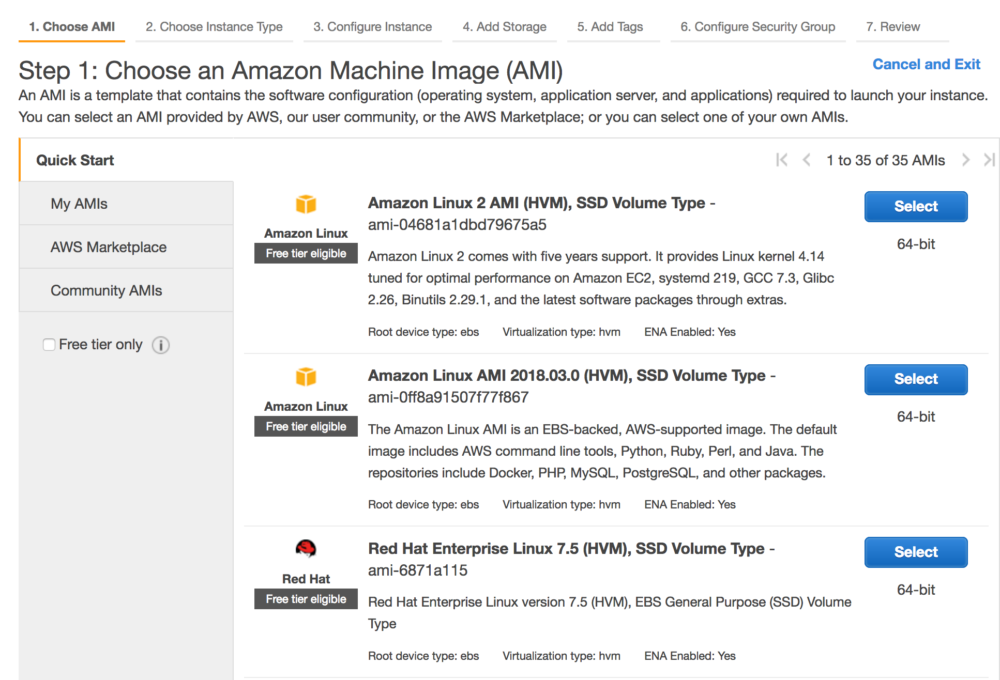 1. Choose AMI 2. Choose Instance Type 3. Configure Instance 4. Add Storage 5. Add Tags 6. Configure Security Group 7. Review
Step 1: Choose an Amazon Machine Image (AMI)
Cancel and Exit
An AMI is a template that contains the software configuration (operating system, application server, and applications) required to launch your instance.
You can select an AMI provided by AWS, our user community, or the AWS Marketplace; or you can select one of your own AMIs.
Quick Start
My AMIs
AWS Marketplace
Community AMIs
Free tier only
1 to 35 of 35 AMIs
Amazon Linux
Free tier eligible
Amazon Linux 2 AMI (HVM), SSD Volume Type -
ami-04681a1dbd79675a5
Amazon Linux 2 comes with five years support. It provides Linux kernel 4.14
tuned for optimal performance on Amazon EC2, systemd 219, GCC 7.3, Glibc
2.26, Binutils 2.29.1, and the latest software packages through extras.
Root device type: ebs Virtualization type: hvm ENA Enabled: Yes
Select
64-bit
Amazon Linux
Free tier eligible
Amazon Linux AMI 2018.03.0 (HVM), SSD Volume Type -
ami-0ff8a91507f77f867
The Amazon Linux AMI is an EBS-backed, AWS-supported image. The default
image includes AWS command line tools, Python, Ruby, Perl, and Java. The
repositories include Docker, PHP, MySQL, PostgreSQL, and other packages.
Root device type: ebs Virtualization type: hvm ENA Enabled: Yes
Select
64-bit
Red Hat
Free tier eligible
Red Hat Enterprise Linux 7.5 (HVM), SSD Volume Type -
ami-6871a115
Red Hat Enterprise Linux version 7.5 (HVM), EBS General Purpose (SSD) Volume
Type
Root device type: ebs Virtualization type: hvm ENA Enabled: Yes
Select
64-bit